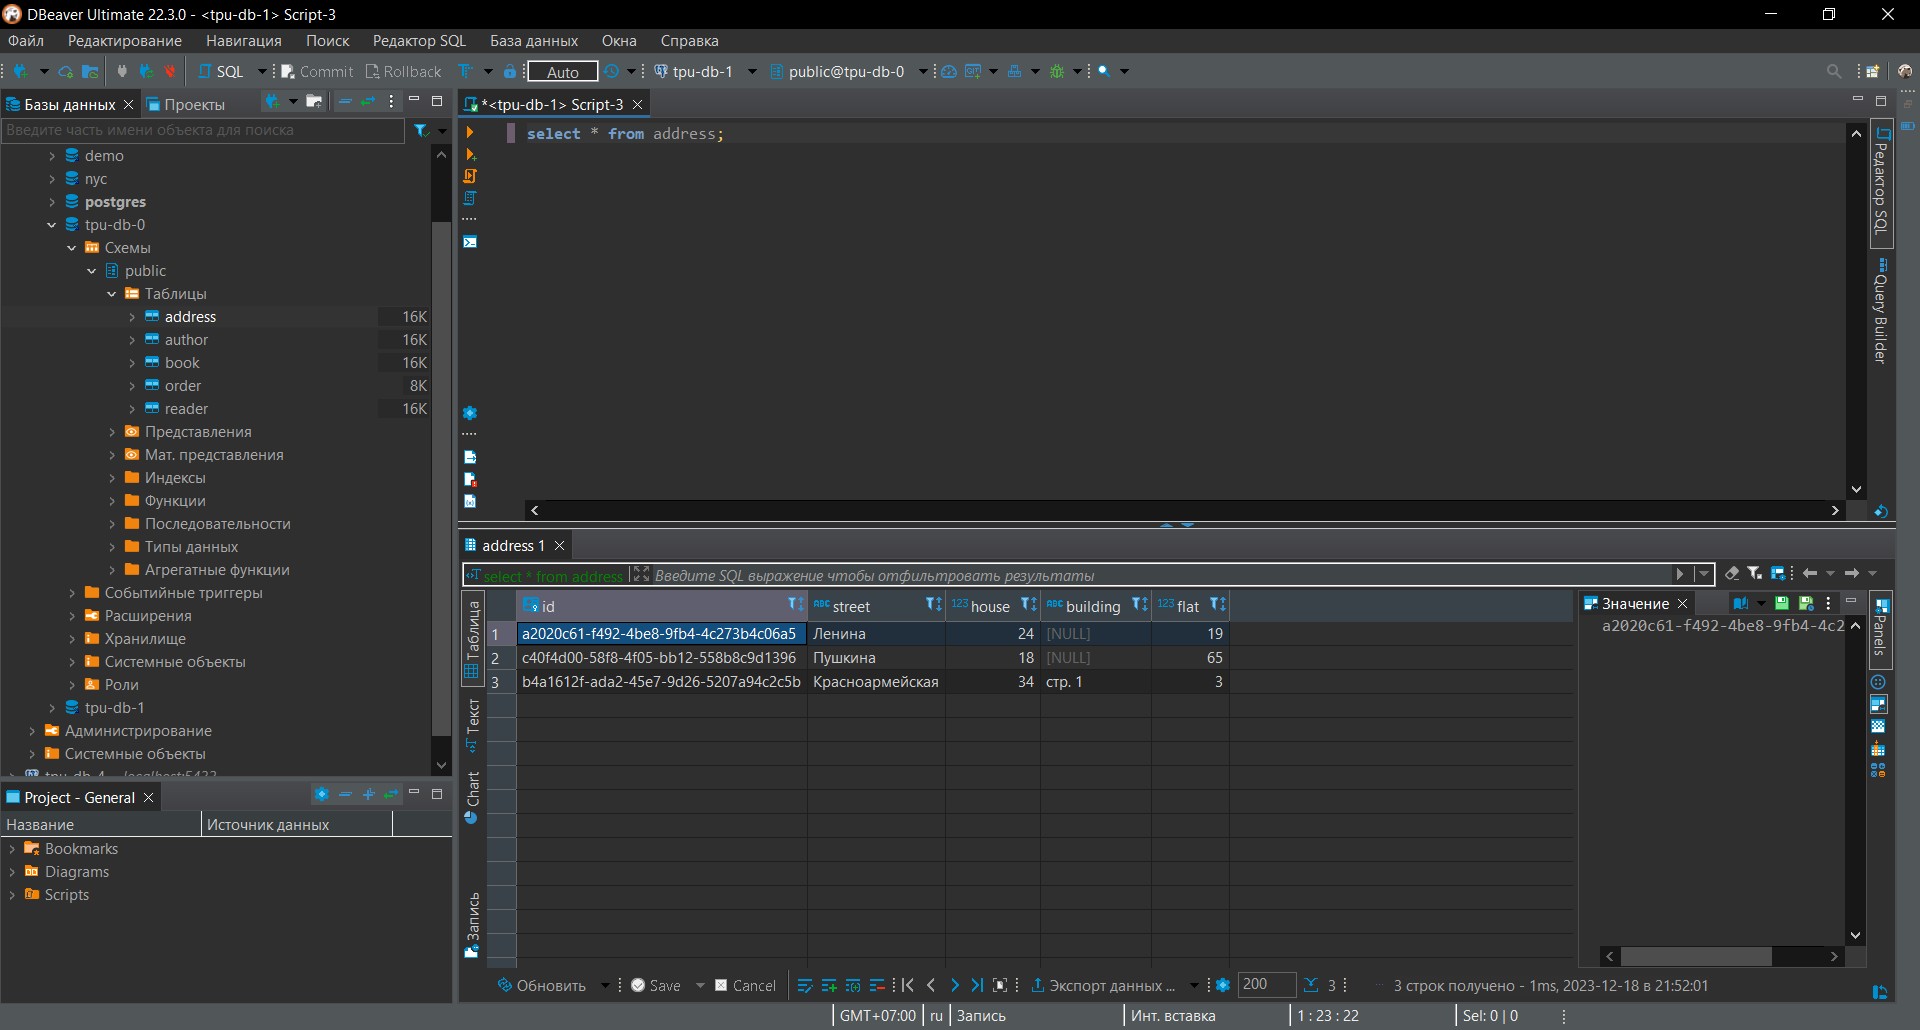 DBeaver Ultimate 22.3.0 - <tpu-db-1> Script-3
Файл Редактирование Навигация Поиск Редактор SQL База данных Окна Справка
SQL Commit Rollback Auto tpu-db-1 public@tpu-db-0
Базы данных Проекты
Введите часть имени объекта для поиска
demo
nyc
postgres
tpu-db-0
Схемы
public
Таблицы
address 16K
author 16K
book 16K
order 8K
reader 16K
Представления
Мат. представления
Индексы
Функции
Последовательности
Типы данных
Агрегатные функции
Событийные триггеры
Расширения
Хранилище
Системные объекты
Роли
tpu-db-1
Администрирование
Системные объекты
Project - General
Название Источник данных
Bookmarks
Diagrams
Scripts
*<tpu-db-1> Script-3
select * from address;
Редактор SQL
Query Builder
address 1
select * from address Введите SQL выражение чтобы отфильтровать результаты
Таблица
Текст
Chart
Запись
id street 123 house ABC building 123 flat
1 a2020c61-f492-4be8-9fb4-4c273b4c06a5 Ленина 24 [NULL] 19
2 c40f4d00-58f8-4f05-bb12-558b8c9d1396 Пушкина 18 [NULL] 65
3 b4a1612f-ada2-45e7-9d26-5207a94c2c5b Красноармейская 34 стр. 1 3
Значение
a2020c61-f492-4be8-9fb4-4c2
Panels
Обновить Save Cancel Экспорт данных ... 200 3 3 строк получено - 1ms, 2023-12-18 в 21:52:01
GMT+07:00 ru Запись Инт. вставка 1 : 23 : 22 Sel: 0 | 0